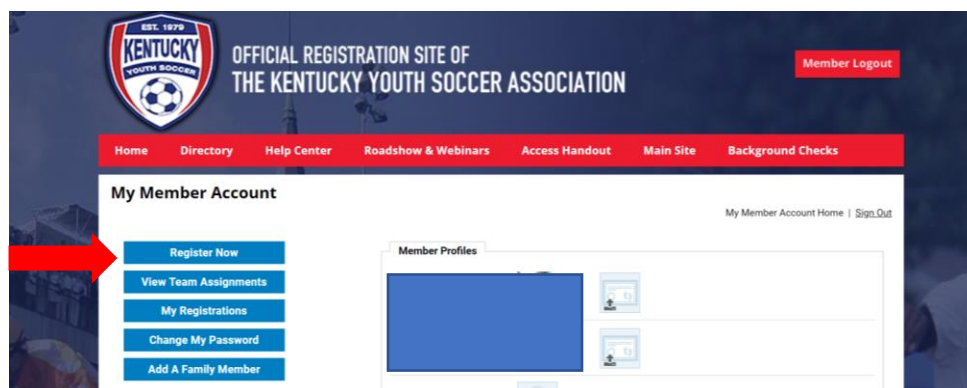 EST. 1979
KENTUCKY
YOUTH SOCCER
OFFICIAL REGISTRATION SITE OF
THE KENTUCKY YOUTH SOCCER ASSOCIATION
Member Logout
Home Directory Help Center Roadshow & Webinars Access Handout Main Site Background Checks
My Member Account
My Member Account Home | Sign Out
Register Now
Member Profiles
View Team Assignments
My Registrations
Change My Password
Add A Family Member